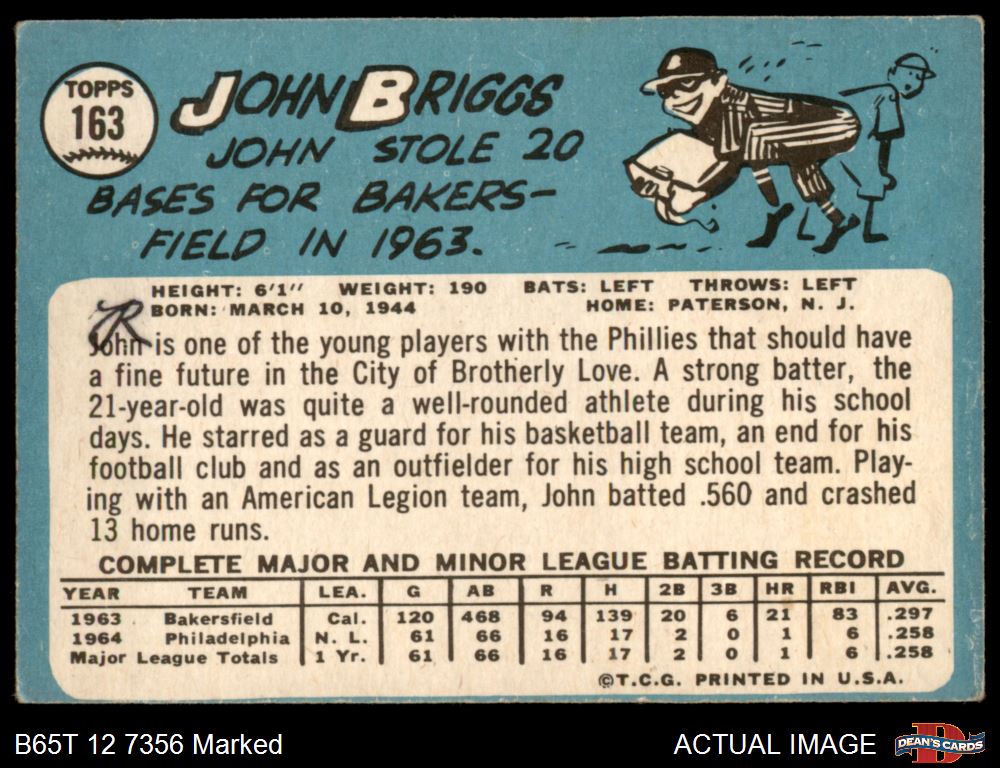 TOPPS
163
JOHN BRIGGS
JOHN STOLE 20
BASES FOR BAKERS-
FIELD IN 1963.
HEIGHT: 6'1" WEIGHT: 190 BATS: LEFT THROWS: LEFT
BORN: MARCH 10, 1944 HOME: PATERSON, N. J.
John is one of the young players with the Phillies that should have
a fine future in the City of Brotherly Love. A strong batter, the
21-year-old was quite a well-rounded athlete during his school
days. He starred as a guard for his basketball team, an end for his
football club and as an outfielder for his high school team. Play-
ing with an American Legion team, John batted .560 and crashed
13 home runs.
COMPLETE MAJOR AND MINOR LEAGUE BATTING RECORD
YEAR TEAM LEA. G AB R H 2B 3B HR RBI AVG.
1963 Bakersfield Cal. 120 468 94 139 20 6 21 83 .297
1964 Philadelphia N. L. 61 66 16 17 2 0 1 6 .258
Major League Totals 1 Yr. 61 66 16 17 2 0 1 6 .258
©T.C.G. PRINTED IN U.S.A.
B65T 12 7356 Marked
ACTUAL IMAGE
DEAN'S CARDS